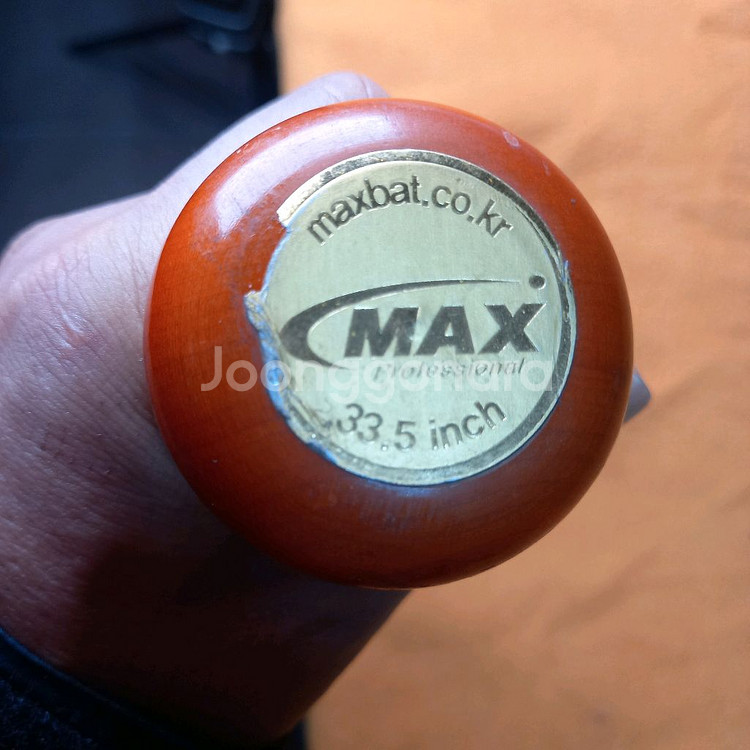 maxbat.co.kr
MAX
Professional
Joonggonara
33.5 inch